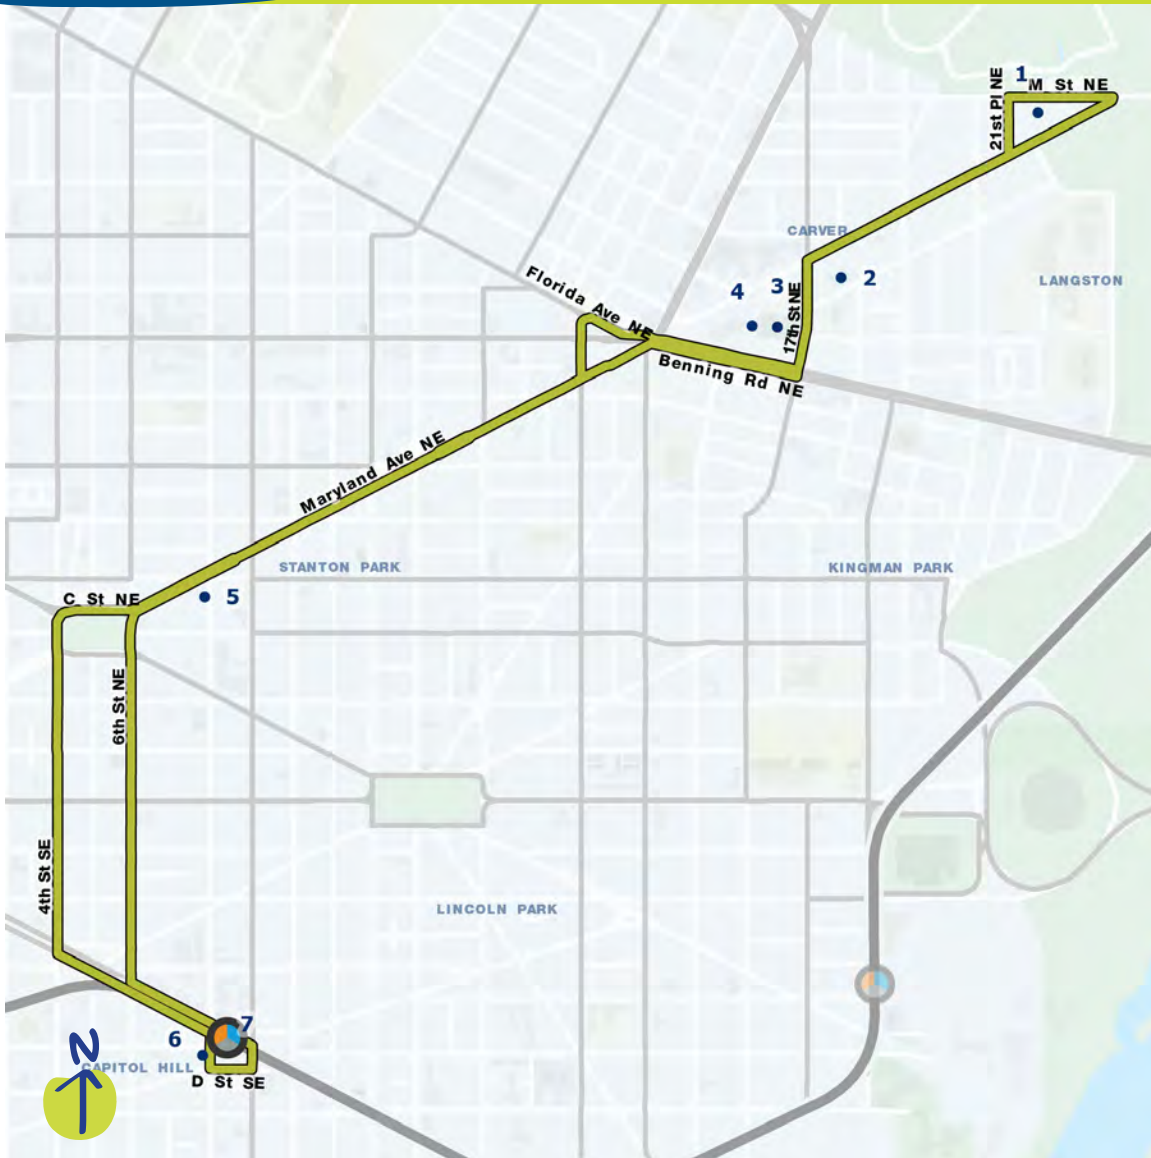 1
M St NE
21st Pl NE
CARVER
2
LANGSTON
4
3
17th St NE
Florida Ave NE
Benning Rd NE
Maryland Ave NE
STANTON PARK
KINGMAN PARK
5
C St NE
6th St NE
4th St SE
LINCOLN PARK
7
6
CAPITOL HILL
D St SE
N